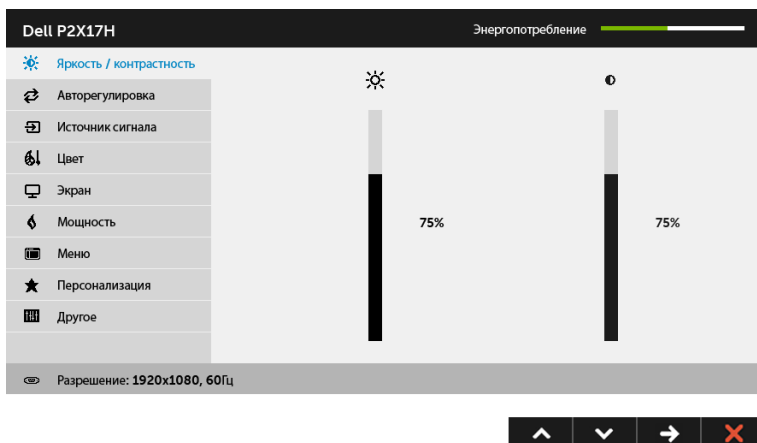 Dell P2X17H
Энергопотребление
Яркость / контрастность
Авторегулировка
Источник сигнала
Цвет
Экран
Мощность
75%
75%
Меню
Персонализация
Другое
Разрешение: 1920x1080, 60Гц